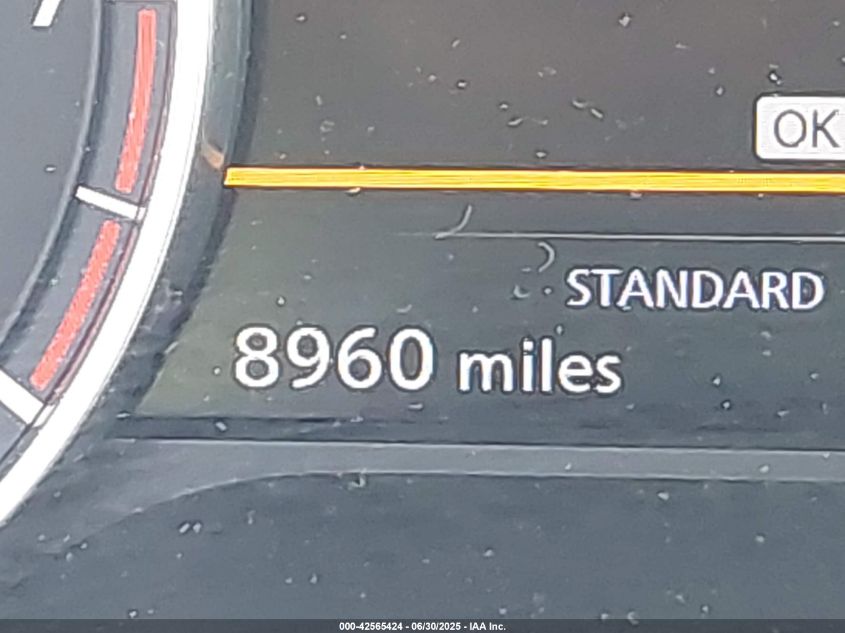 OK
STANDARD
8960 miles
000-42565424 - 06/30/2025 - IAA Inc.